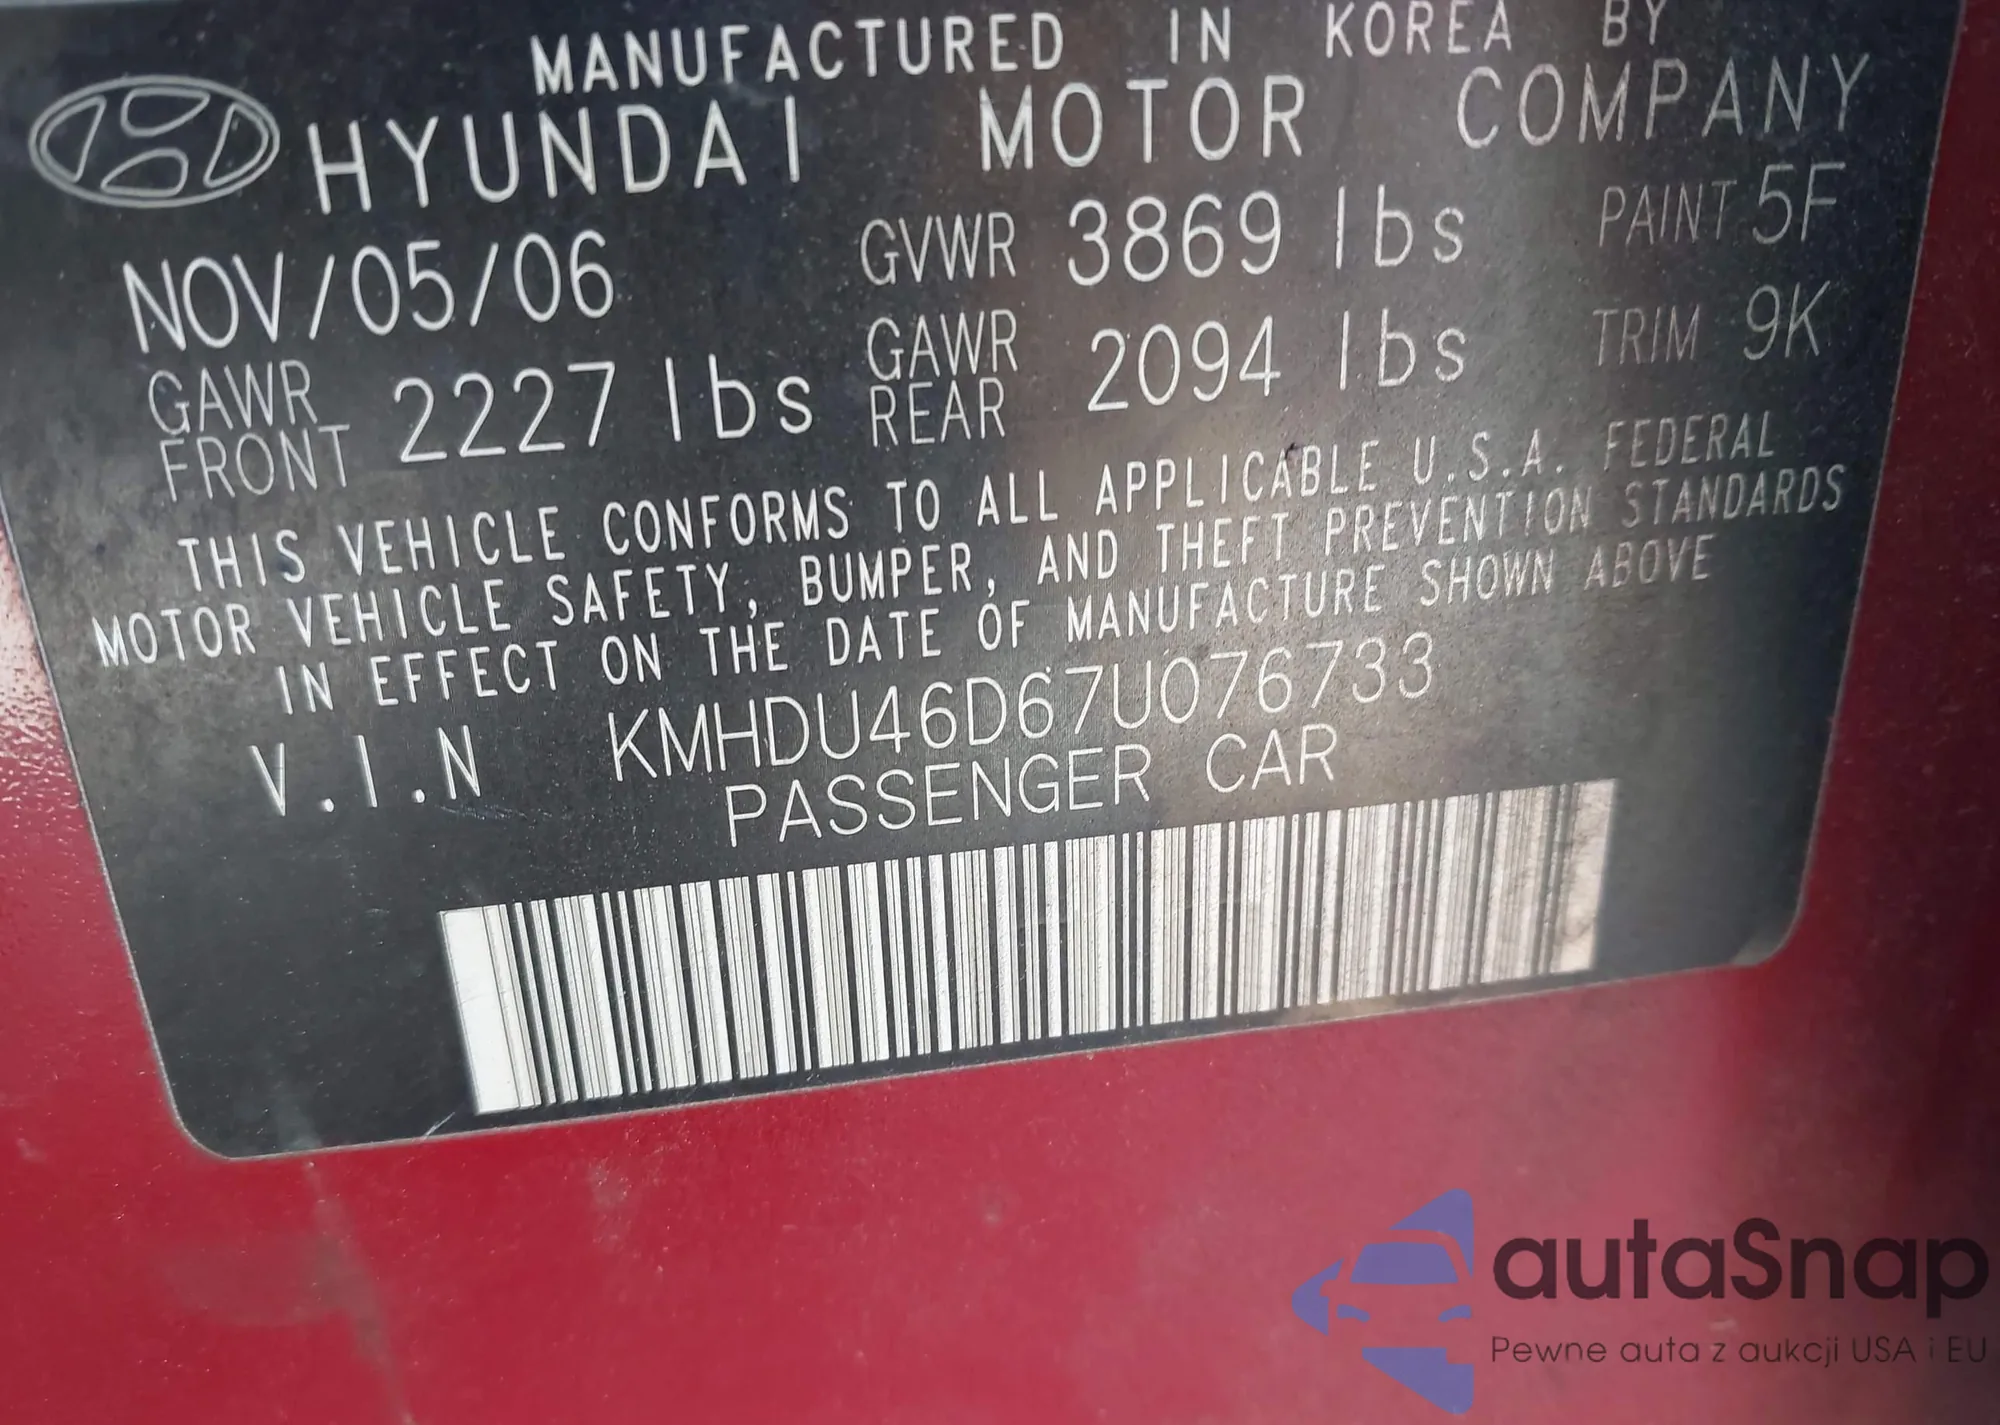 MANUFACTURED IN KOREA BY
HYUNDAI MOTOR COMPANY
NOV/05/06 GVWR 3869 lbs PAINT 5F
GAWR FRONT 2227 lbs GAWR REAR 2094 lbs TRIM 9K
THIS VEHICLE CONFORMS TO ALL APPLICABLE U.S.A. FEDERAL
MOTOR VEHICLE SAFETY, BUMPER, AND THEFT PREVENTION STANDARDS
IN EFFECT ON THE DATE OF MANUFACTURE SHOWN ABOVE
V.I.N KMHDU46D67U076733
PASSENGER CAR
autaSnap
Pewne auta z aukcji USA i EU